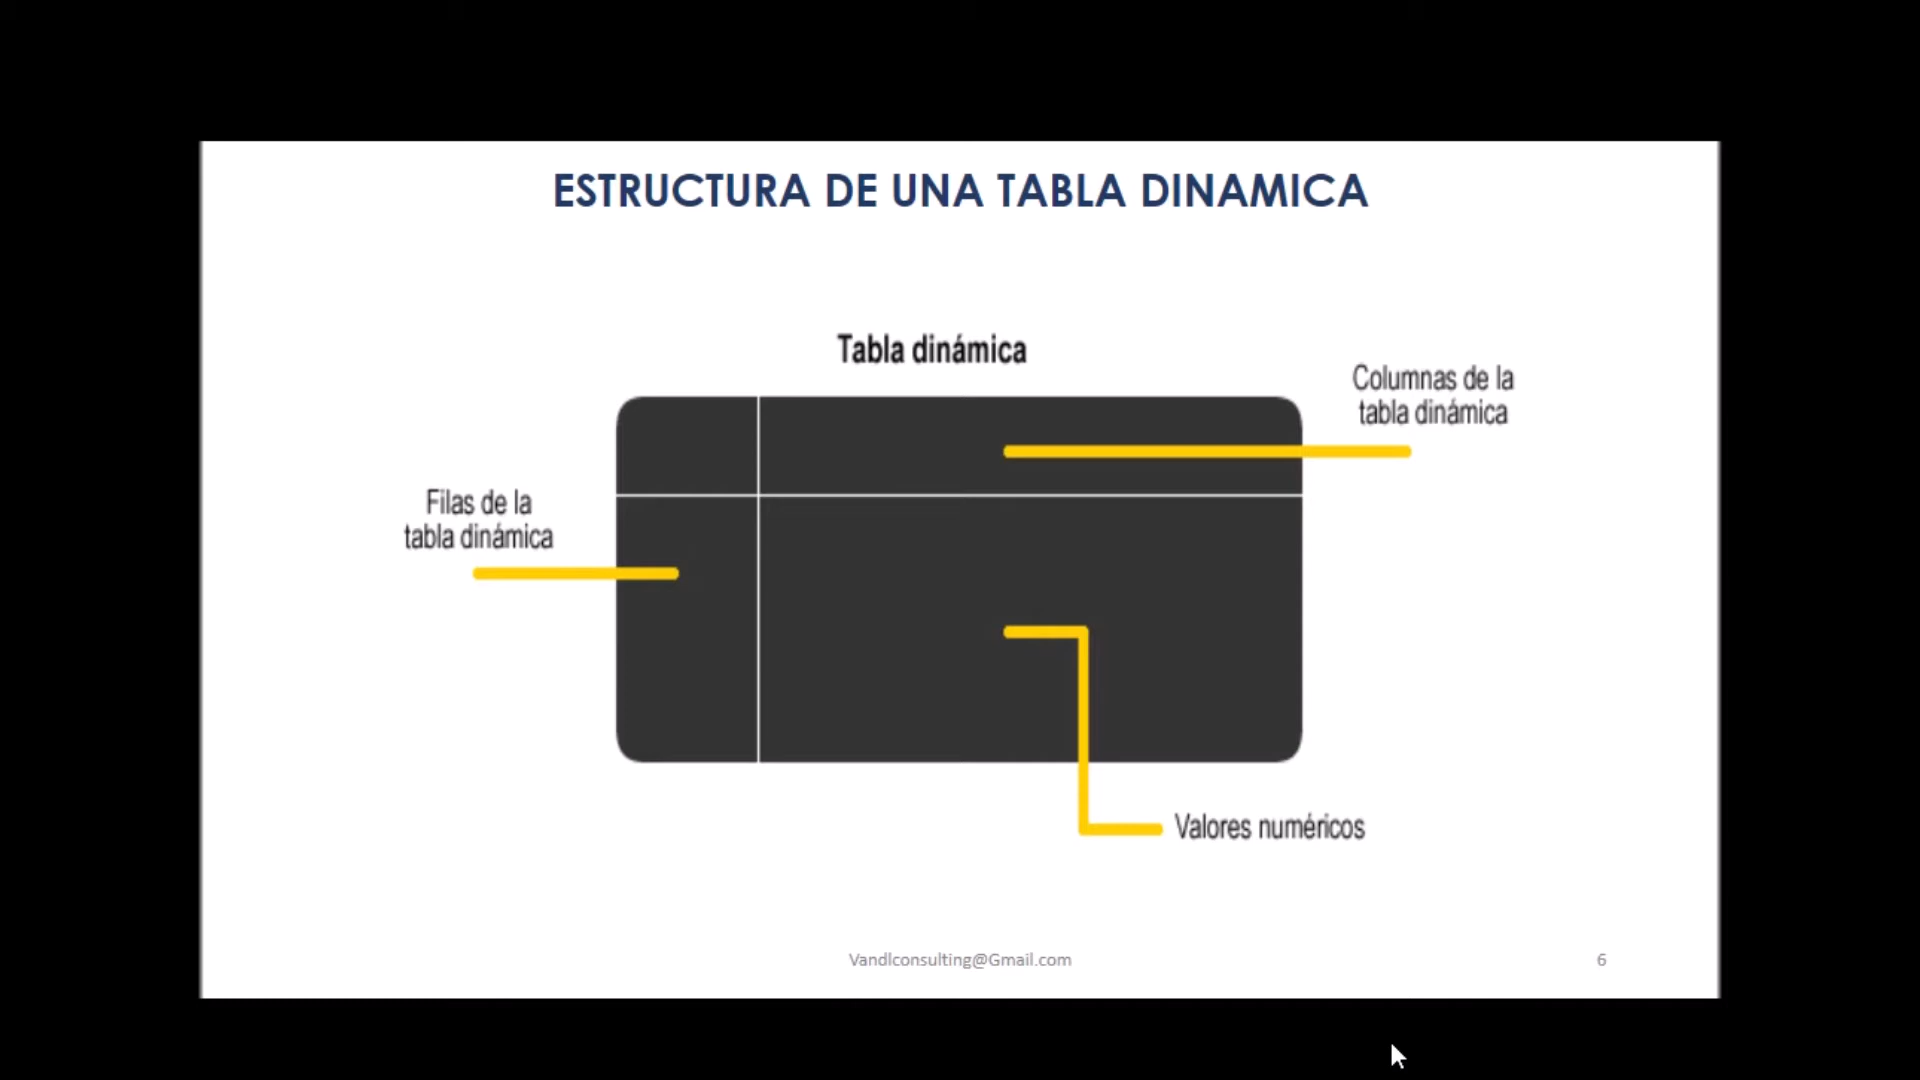 ESTRUCTURA DE UNA TABLA DINAMICA
Tabla dinámica
Columnas de la
tabla dinámica
Filas de la
tabla dinámica
Valores numéricos
Vandlconsulting@Gmail.com
6